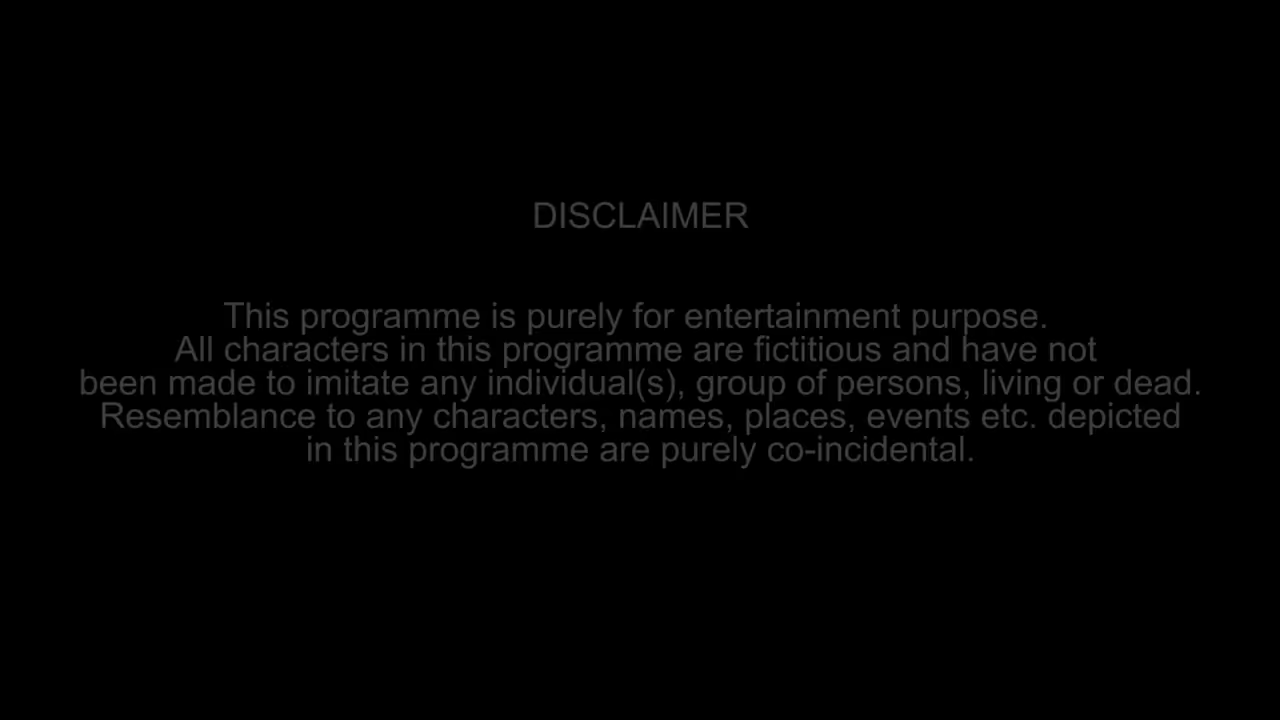 DISCLAIMER
This programme is purely for entertainment purpose.
All characters in this programme are fictitious and have not
been made to imitate any individual(s), group of persons, living or dead.
Resemblance to any characters, names, places, events etc. depicted
in this programme are purely co-incidental.